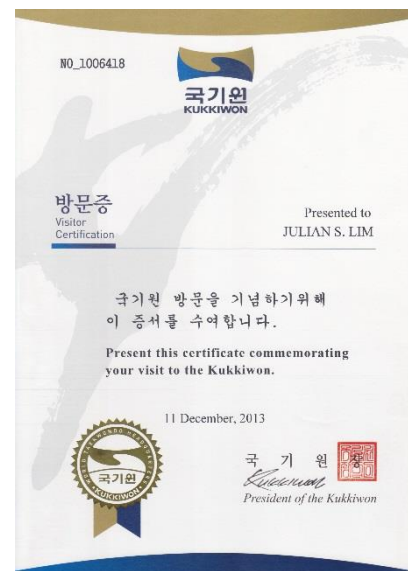 NO_1006418
국기원
KUKKIWON
방문증
Visitor
Certification
Presented to
JULIAN S. LIM
국기원 방문을 기념하기위해
이 증서를 수여합니다.
Present this certificate commemorating
your visit to the Kukkiwon.
11 December, 2013
국기원
KUKKIWON
국 기 원 장
Kukkiwon
President of the Kukkiwon